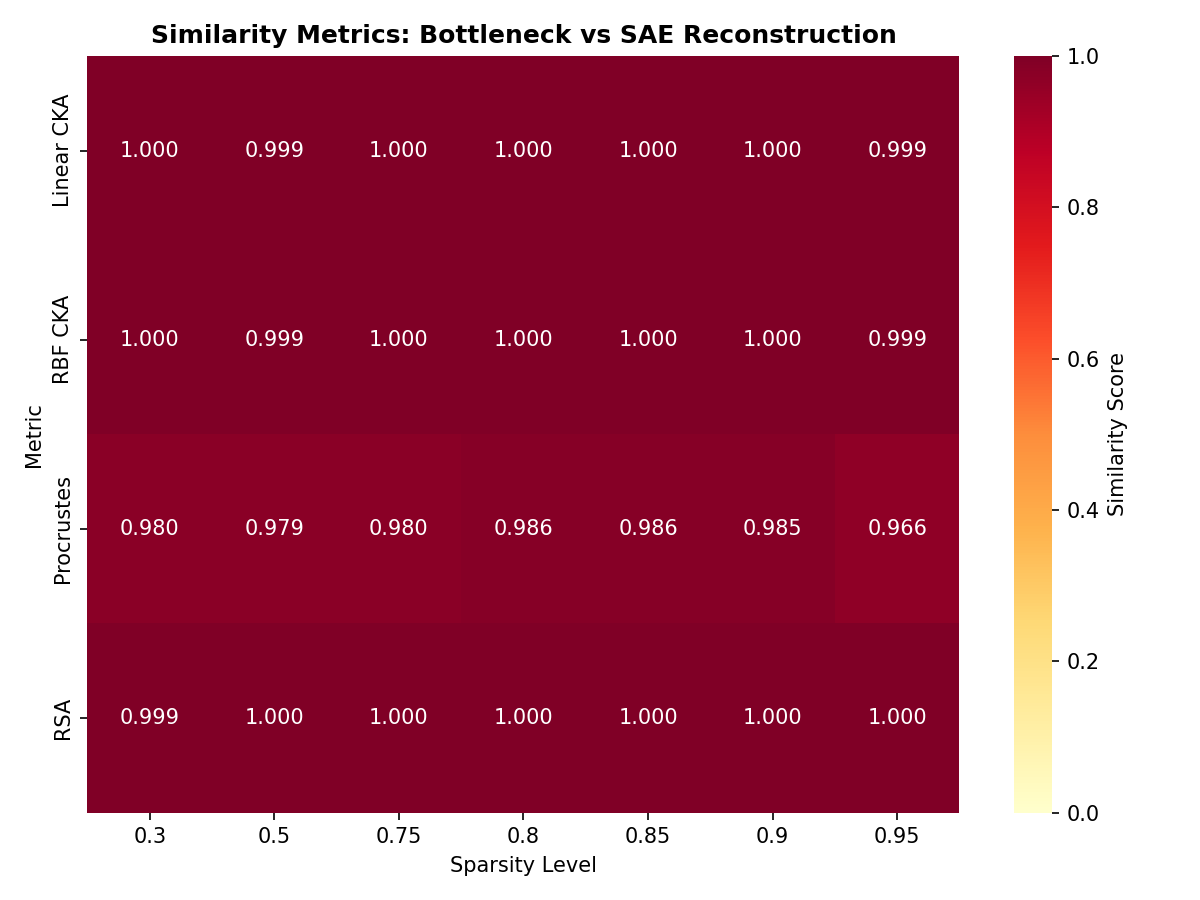 Similarity Metrics: Bottleneck vs SAE Reconstruction
Metric
Linear CKA
1.000 0.999 1.000 1.000 1.000 1.000 0.999
RBF CKA
1.000 0.999 1.000 1.000 1.000 1.000 0.999
Procrustes
0.980 0.979 0.980 0.986 0.986 0.985 0.966
RSA
0.999 1.000 1.000 1.000 1.000 1.000 1.000
0.3 0.5 0.75 0.8 0.85 0.9 0.95
Sparsity Level
1.0
0.8
0.6
0.4
0.2
0.0
Similarity Score